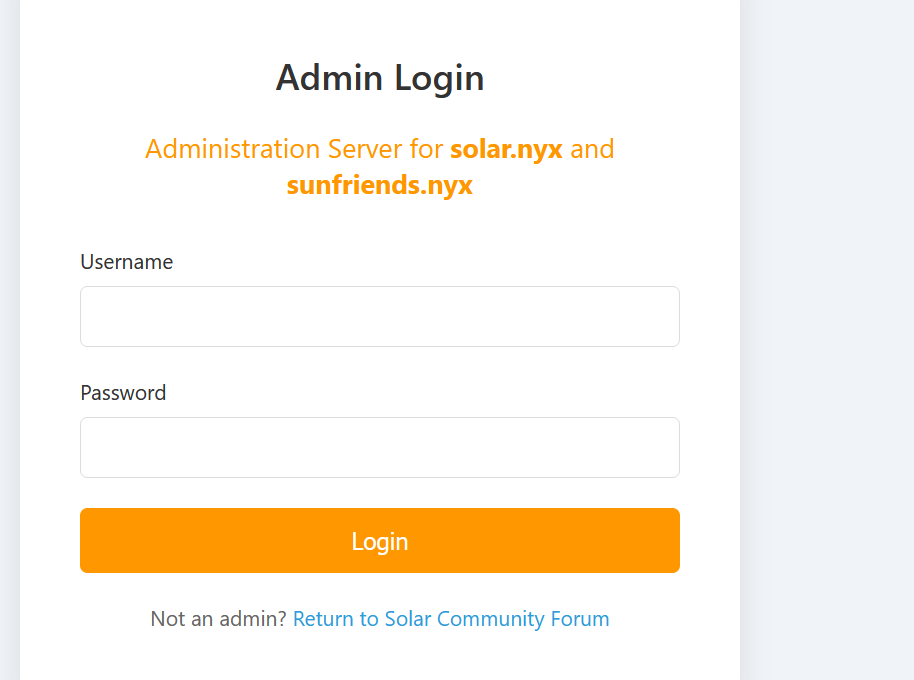 Admin Login
Administration Server for solar.nyx and
sunfriends.nyx
Username
Password
Login
Not an admin? Return to Solar Community Forum